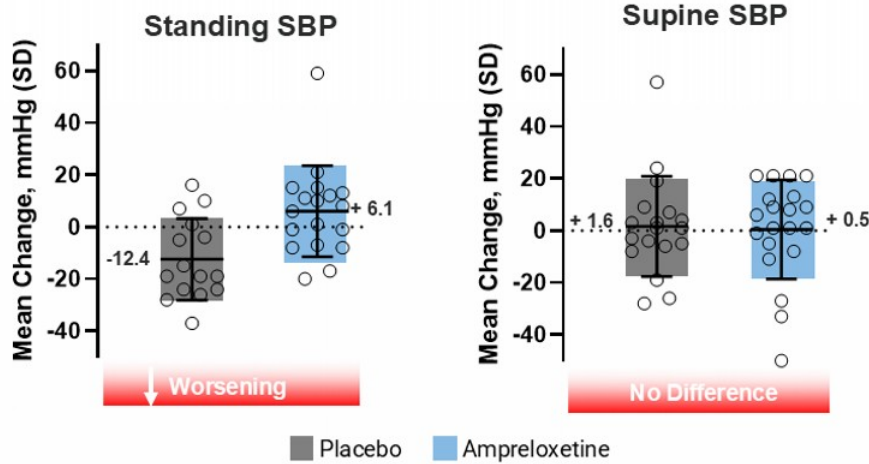 Standing SBP
Mean Change, mmHg (SD)
60
40
20
0
-20
-40
-12.4
+ 6.1
Worsening
Supine SBP
Mean Change, mmHg (SD)
60
40
20
0
-20
-40
+ 1.6
+ 0.5
No Difference
Placebo
Ampreloxetine